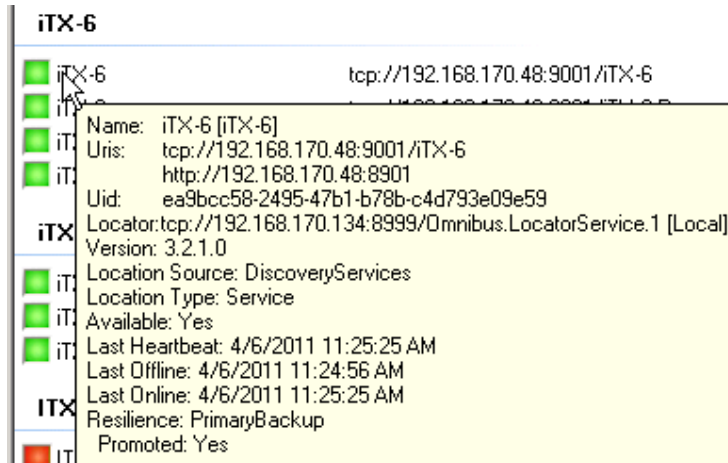 iTX-6
iTX-6 tcp://192.168.170.48:9001/iTX-6
Name: iTX-6 [iTX-6]
Uris: tcp://192.168.170.48:9001/iTX-6
http://192.168.170.48:8901
Uid: ea9bcc58-2495-47b1-b78b-c4d793e09e59
Locator:tcp://192.168.170.134:8999/Omnibus.LocatorService.1 [Local]
Version: 3.2.1.0
Location Source: DiscoveryServices
Location Type: Service
Available: Yes
Last Heartbeat: 4/6/2011 11:25:25 AM
Last Offline: 4/6/2011 11:24:56 AM
Last Online: 4/6/2011 11:25:25 AM
Resilience: PrimaryBackup
Promoted: Yes